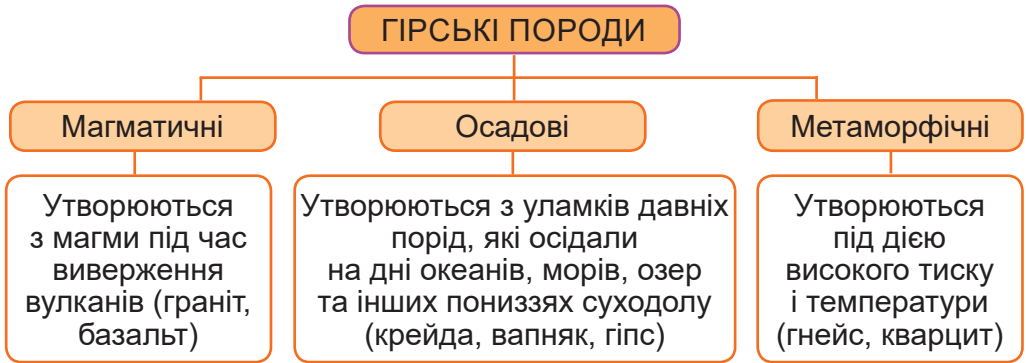 ГІРСЬКІ ПОРОДИ
Магматичні
Утворюються
з магми під час
виверження
вулканів (граніт,
базальт)
Осадові
Утворюються з уламків давніх
порід, які осідали
на дні океанів, морів, озер
та інших пониззях суходолу
(крейда, вапняк, гіпс)
Метаморфічні
Утворюються
під дією
високого тиску
і температури
(гнейс, кварцит)